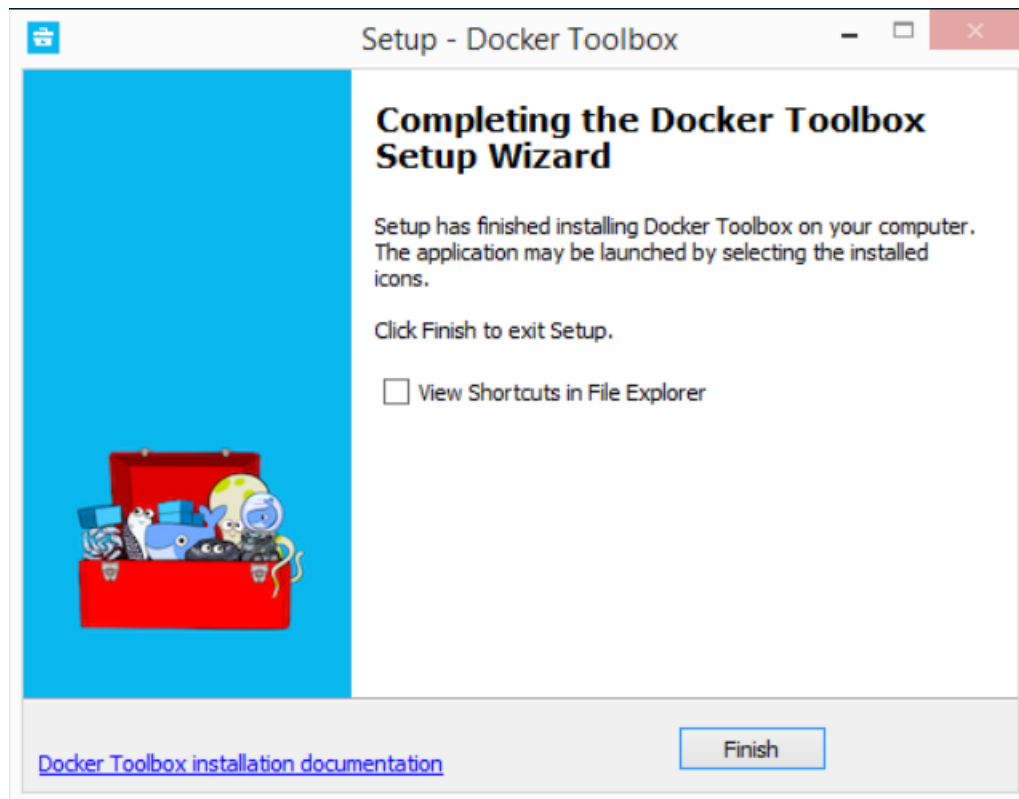 Setup - Docker Toolbox
Completing the Docker Toolbox
Setup Wizard
Setup has finished installing Docker Toolbox on your computer.
The application may be launched by selecting the installed
icons.
Click Finish to exit Setup.
View Shortcuts in File Explorer
Docker Toolbox installation documentation
Finish